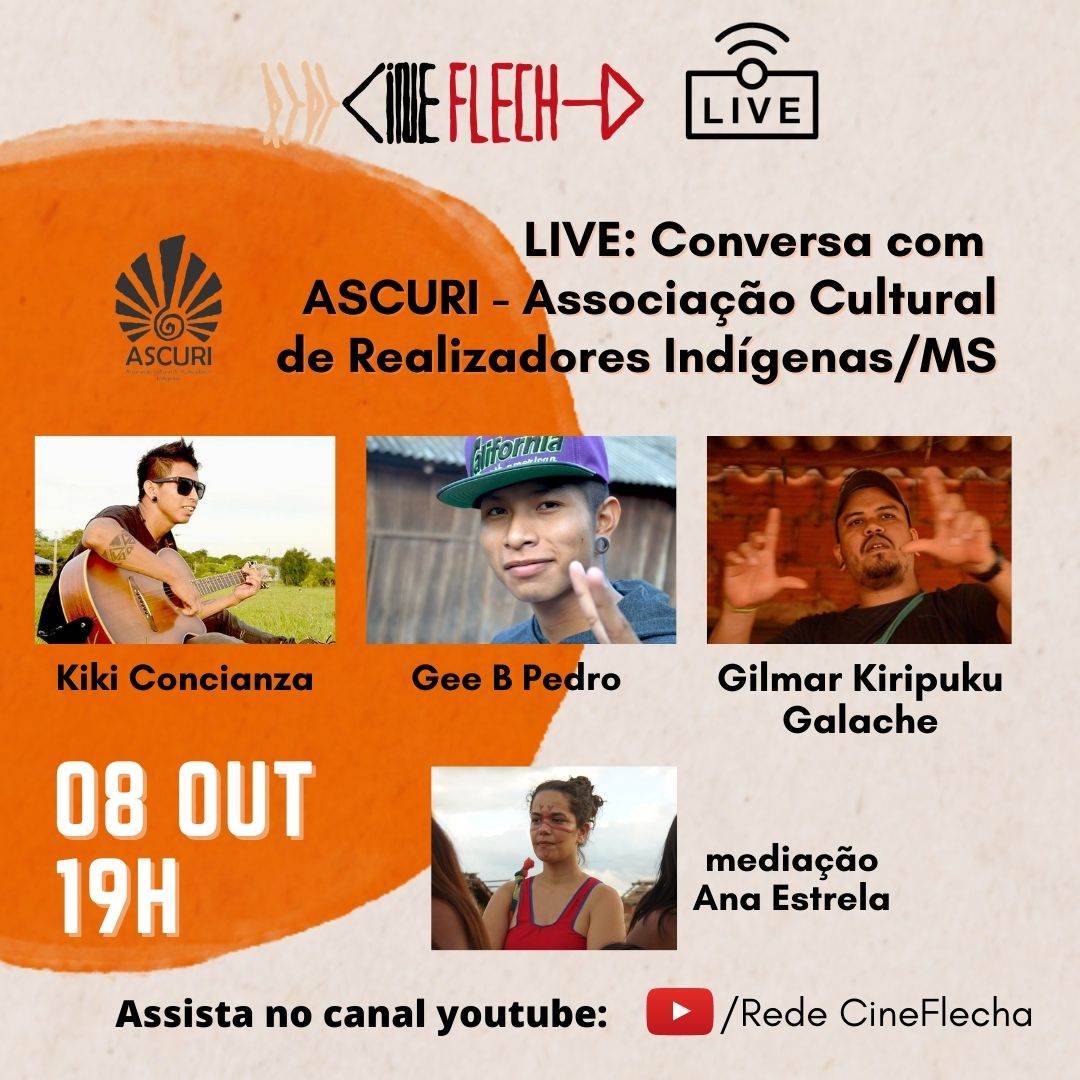 CINE FLECHA
LIVE
LIVE: Conversa com
ASCURI - Associação Cultural
de Realizadores Indígenas/MS
ASCURI
California
Kiki Concianza
Gee B Pedro
Gilmar Kiripuku
Galache
08 OUT
19H
mediação
Ana Estrela
Assista no canal youtube:
/Rede CineFlecha